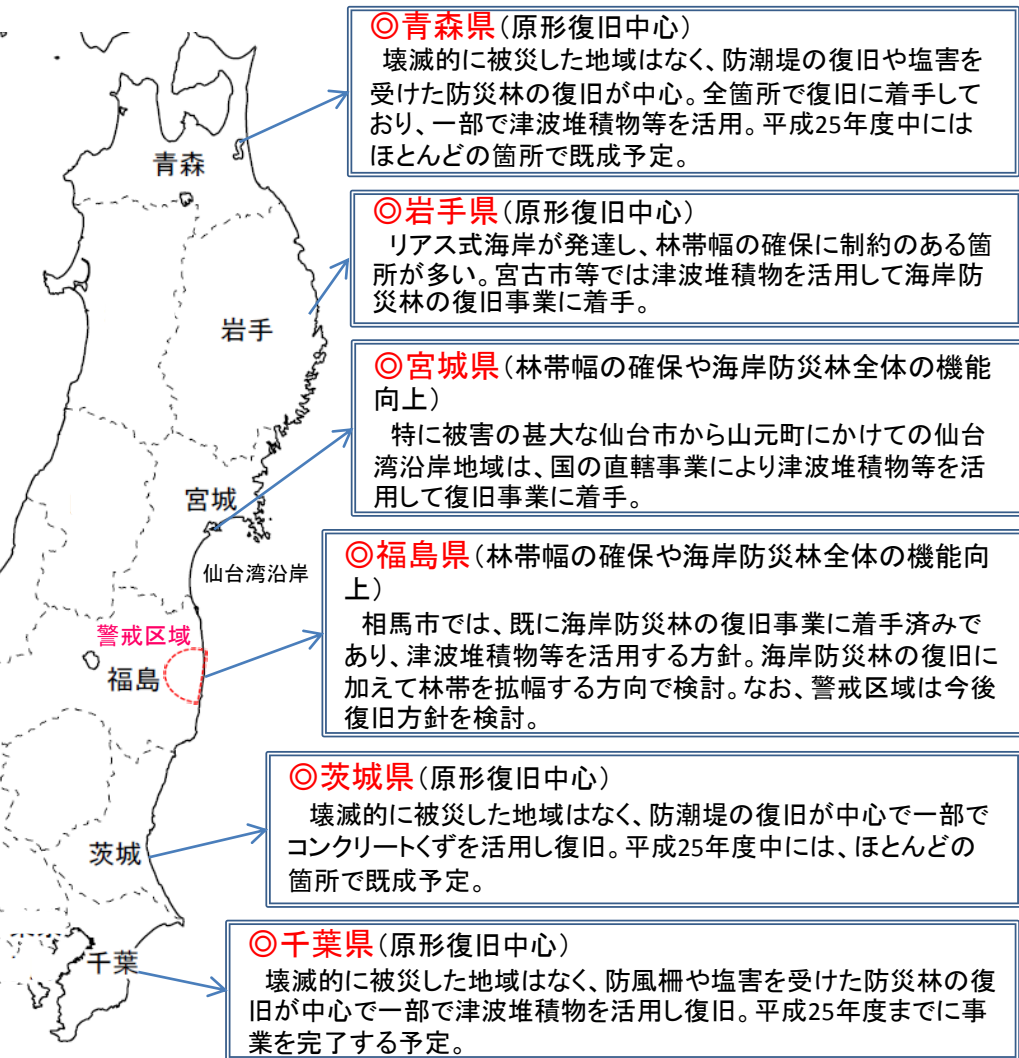 ◎青森県(原形復旧中心)
壊滅的に被災した地域はなく、防潮堤の復旧や塩害を
受けた防災林の復旧が中心。全箇所で復旧に着手して
おり、一部で津波堆積物等を活用。平成25年度中には
ほとんどの箇所で既成予定。
青森
◎岩手県(原形復旧中心)
リアス式海岸が発達し、林帯幅の確保に制約のある箇
所が多い。宮古市等では津波堆積物を活用して海岸防
災林の復旧事業に着手。
岩手
◎宮城県(林帯幅の確保や海岸防災林全体の機能
向上)
特に被害の甚大な仙台市から山元町にかけての仙台
湾沿岸地域は、国の直轄事業により津波堆積物等を活
用して復旧事業に着手。
宮城
仙台湾沿岸
◎福島県(林帯幅の確保や海岸防災林全体の機能向
上)
相馬市では、既に海岸防災林の復旧事業に着手済みで
あり、津波堆積物等を活用する方針。海岸防災林の復旧に
加えて林帯を拡幅する方向で検討。なお、警戒区域は今後
復旧方針を検討。
警戒区域
福島
◎茨城県(原形復旧中心)
壊滅的に被災した地域はなく、防潮堤の復旧が中心で一部で
コンクリートくずを活用し復旧。平成25年度中には、ほとんどの
箇所で既成予定。
茨城
◎千葉県(原形復旧中心)
壊滅的に被災した地域はなく、防風柵や塩害を受けた防災林の復
旧が中心で一部で津波堆積物を活用し復旧。平成25年度までに事
業を完了する予定。
千葉